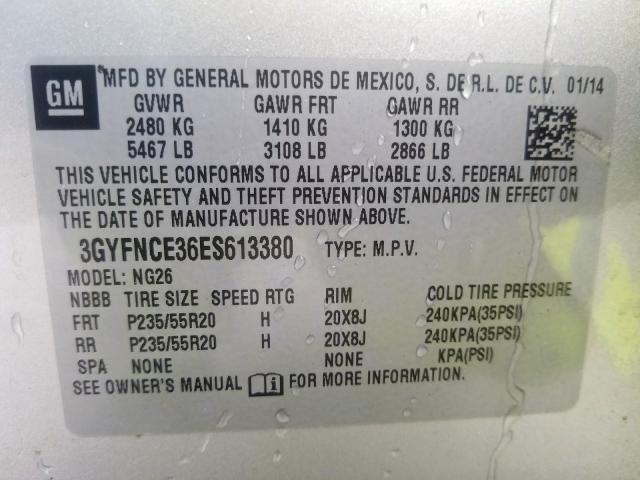 GM
*MFD BY GENERAL MOTORS DE MEXICO, S. DE R.L. DE C.V. 01/14
GVWR GAWR FRT GAWR RR
2480 KG 1410 KG 1300 KG
5467 LB 3108 LB 2866 LB
THIS VEHICLE CONFORMS TO ALL APPLICABLE U.S. FEDERAL MOTOR
VEHICLE SAFETY AND THEFT PREVENTION STANDARDS IN EFFECT ON
THE DATE OF MANUFACTURE SHOWN ABOVE.
3GYFNCE36ES613380 TYPE: M.P.V.
MODEL: NG26
NBBB TIRE SIZE SPEED RTG RIM COLD TIRE PRESSURE
FRT P235/55R20 H 20X8J 240KPA(35PSI)
RR P235/55R20 H 20X8J 240KPA(35PSI)
SPA NONE NONE KPA(PSI)
SEE OWNER'S MANUAL FOR MORE INFORMATION.